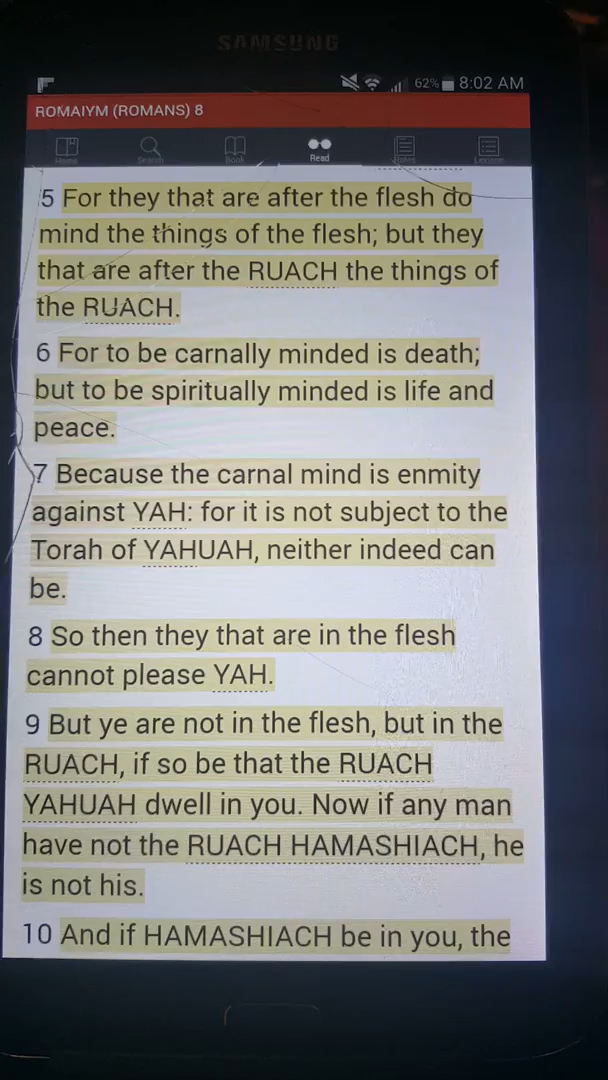 SAMSUNG
62% 8:02 AM
ROMAIYM (ROMANS) 8
Home Search Book Read Notes Lexicon
5 For they that are after the flesh do
mind the things of the flesh; but they
that are after the RUACH the things of
the RUACH.
6 For to be carnally minded is death;
but to be spiritually minded is life and
peace.
7 Because the carnal mind is enmity
against YAH: for it is not subject to the
Torah of YAHUAH, neither indeed can
be.
8 So then they that are in the flesh
cannot please YAH.
9 But ye are not in the flesh, but in the
RUACH, if so be that the RUACH
YAHUAH dwell in you. Now if any man
have not the RUACH HAMASHIACH, he
is not his.
10 And if HAMASHIACH be in you, the